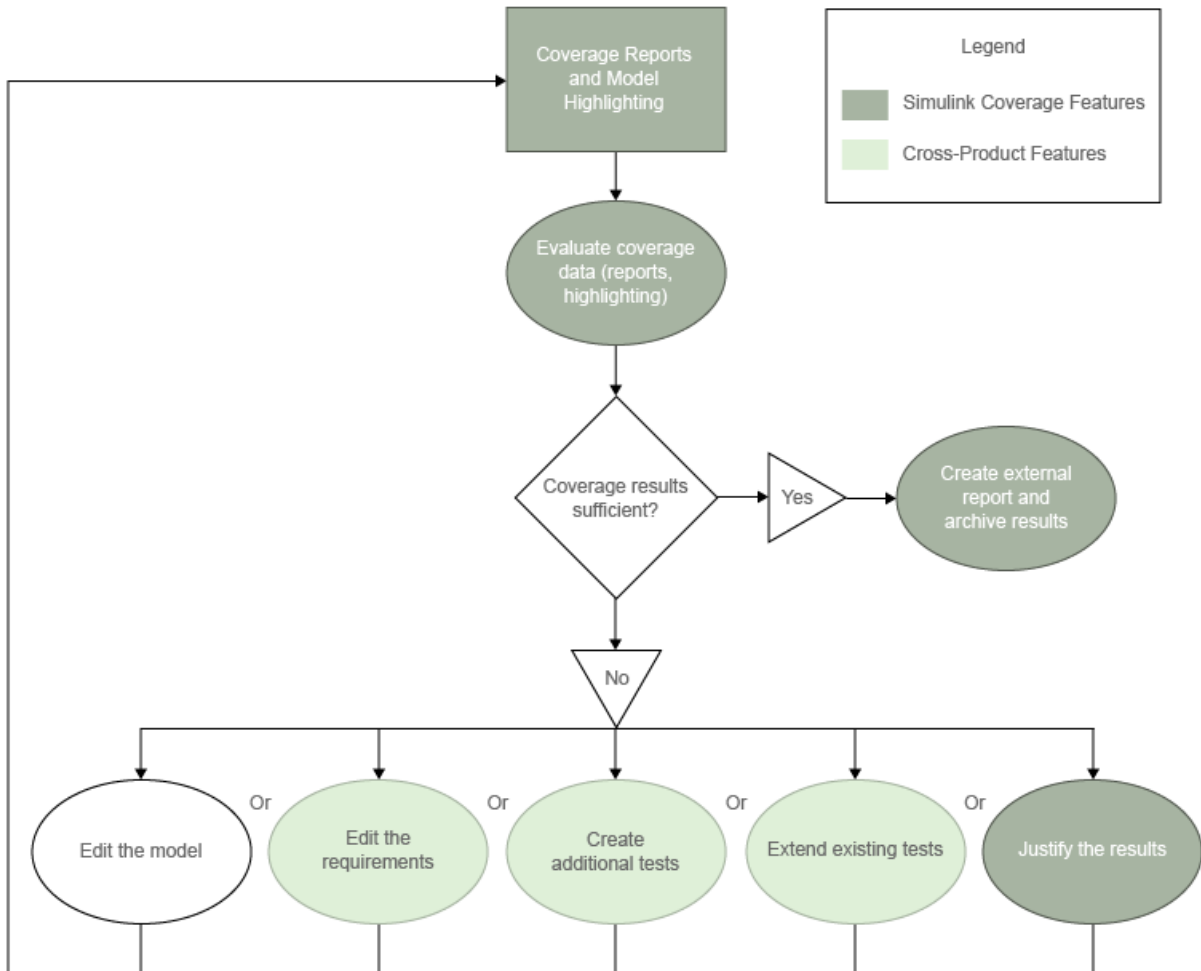 Coverage Reports
and Model
Highlighting
Legend
Simulink Coverage Features
Cross-Product Features
Evaluate coverage
data (reports,
highlighting)
Coverage results
sufficient?
Yes
Create external
report and
archive results
No
Edit the model
Or
Edit the
requirements
Or
Create
additional tests
Or
Extend existing tests
Or
Justify the results